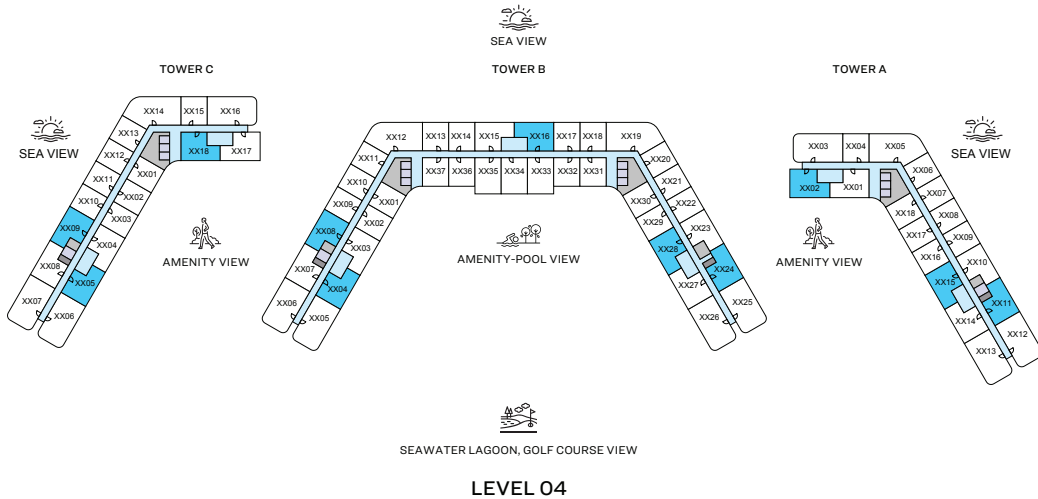 SEA VIEW
TOWER C
TOWER B
TOWER A
SEA VIEW
SEA VIEW
XX14
XX15
XX16
XX13
XX12
XX11
XX10
XX09
XX08
XX07
XX06
XX05
XX04
XX03
XX02
XX01
XX18
XX17
AMENITY VIEW
XX12
XX13
XX14
XX15
XX16
XX17
XX18
XX19
XX11
XX10
XX09
XX08
XX07
XX06
XX05
XX04
XX03
XX02
XX01
XX37
XX36
XX35
XX34
XX33
XX32
XX31
XX20
XX21
XX22
XX23
XX24
XX25
XX26
XX27
XX28
XX29
XX30
AMENITY-POOL VIEW
XX03
XX04
XX05
XX02
XX01
XX06
XX07
XX08
XX09
XX10
XX11
XX12
XX13
XX14
XX15
XX16
XX17
XX18
AMENITY VIEW
SEAWATER LAGOON, GOLF COURSE VIEW
LEVEL 04